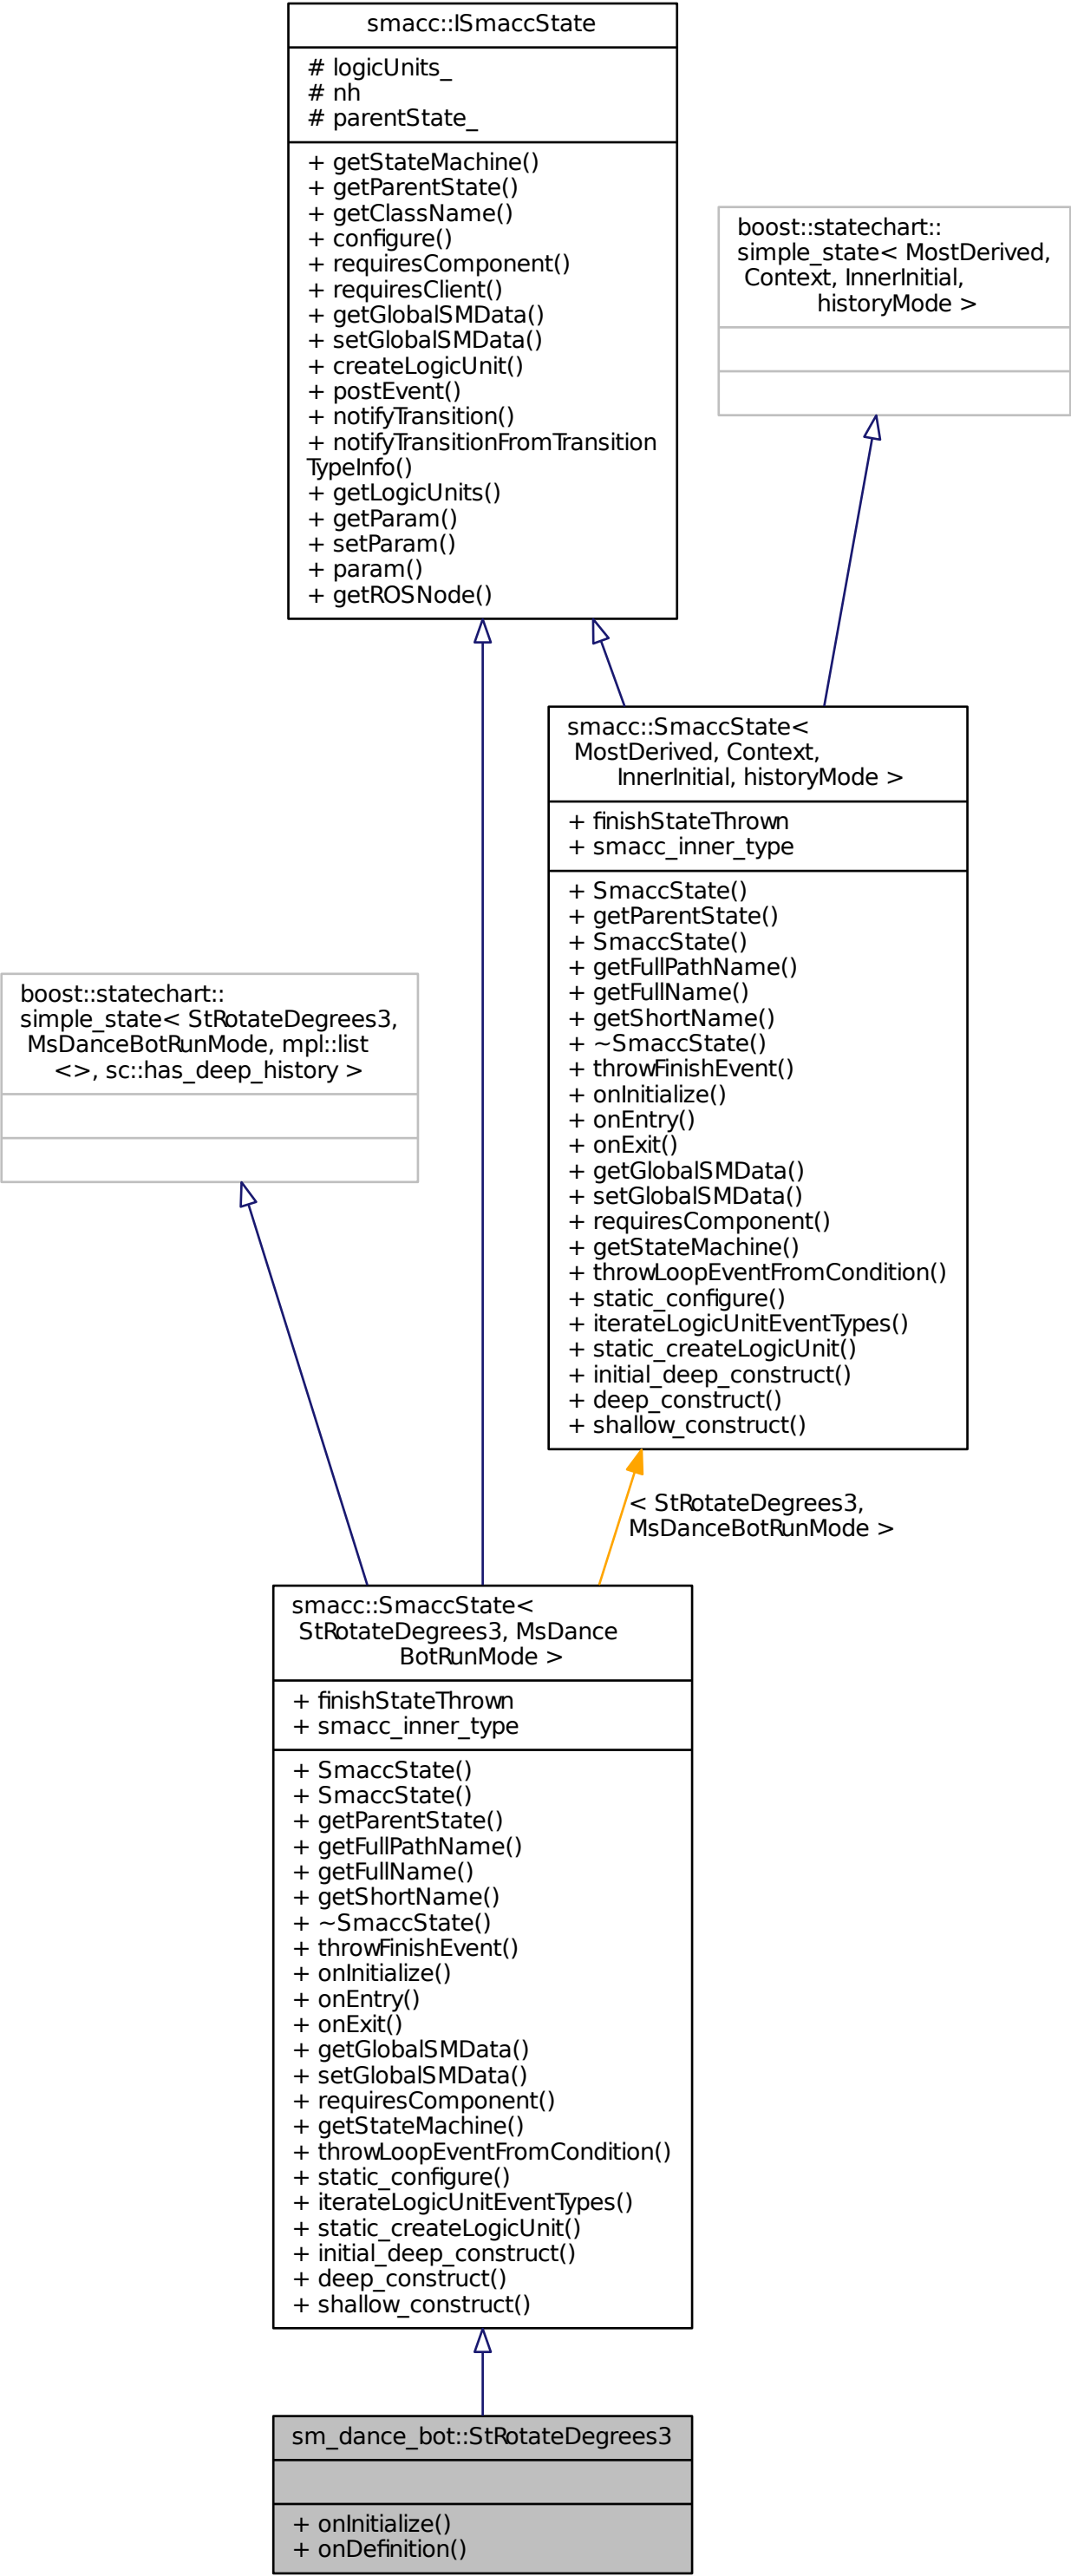 smacc::ISmaccState
# logicUnits_
# nh
# parentState_
+ getStateMachine()
+ getParentState()
+ getClassName()
+ configure()
+ requiresComponent()
+ requiresClient()
+ getGlobalSMData()
+ setGlobalSMData()
+ createLogicUnit()
+ postEvent()
+ notifyTransition()
+ notifyTransitionFromTransition
TypeInfo()
+ getLogicUnits()
+ getParam()
+ setParam()
+ param()
+ getROSNode()
boost::statechart::
simple_state< MostDerived,
Context, InnerInitial,
historyMode >
smacc::SmaccState<
MostDerived, Context,
InnerInitial, historyMode >
+ finishStateThrown
+ smacc_inner_type
+ SmaccState()
+ getParentState()
+ SmaccState()
+ getFullPathName()
+ getFullName()
+ getShortName()
+ ~SmaccState()
+ throwFinishEvent()
+ onInitialize()
+ onEntry()
+ onExit()
+ getGlobalSMData()
+ setGlobalSMData()
+ requiresComponent()
+ getStateMachine()
+ throwLoopEventFromCondition()
+ static_configure()
+ iterateLogicUnitEventTypes()
+ static_createLogicUnit()
+ initial_deep_construct()
+ deep_construct()
+ shallow_construct()
boost::statechart::
simple_state< StRotateDegrees3,
MsDanceBotRunMode, mpl::list
<>, sc::has_deep_history >
< StRotateDegrees3,
MsDanceBotRunMode >
smacc::SmaccState<
StRotateDegrees3, MsDance
BotRunMode >
+ finishStateThrown
+ smacc_inner_type
+ SmaccState()
+ SmaccState()
+ getParentState()
+ getFullPathName()
+ getFullName()
+ getShortName()
+ ~SmaccState()
+ throwFinishEvent()
+ onInitialize()
+ onEntry()
+ onExit()
+ getGlobalSMData()
+ setGlobalSMData()
+ requiresComponent()
+ getStateMachine()
+ throwLoopEventFromCondition()
+ static_configure()
+ iterateLogicUnitEventTypes()
+ static_createLogicUnit()
+ initial_deep_construct()
+ deep_construct()
+ shallow_construct()
sm_dance_bot::StRotateDegrees3
+ onInitialize()
+ onDefinition()